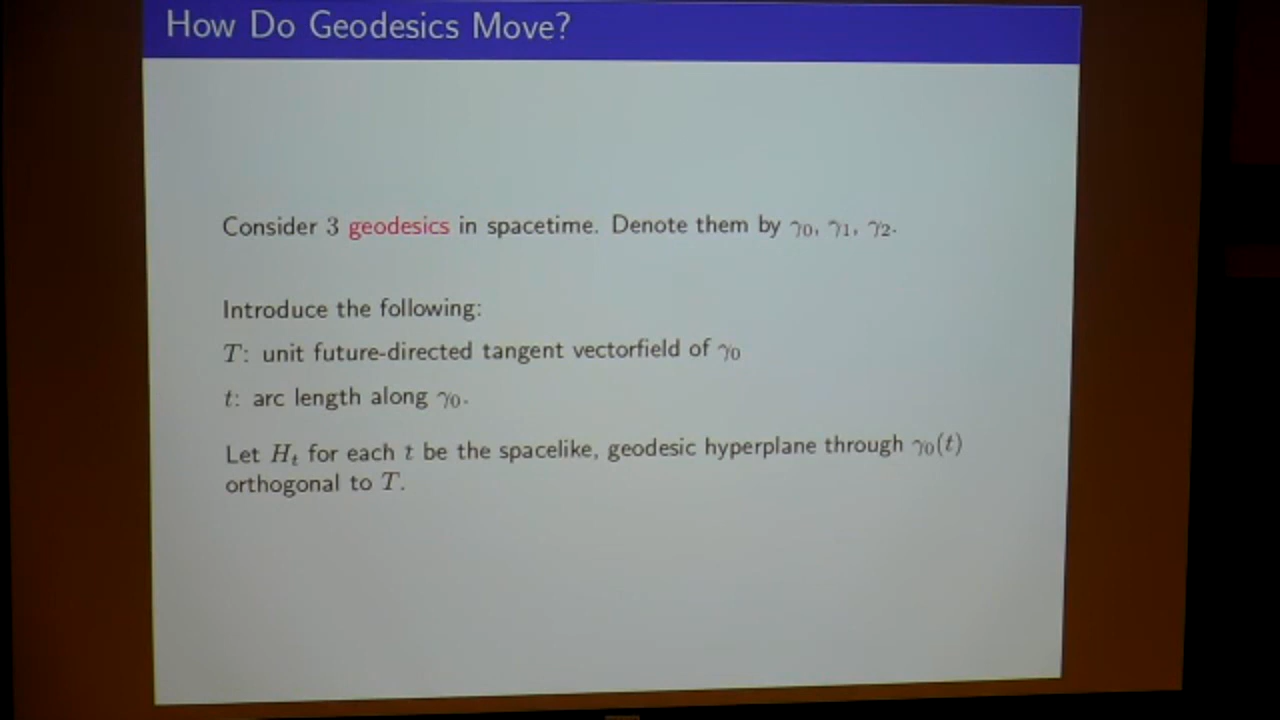 How Do Geodesics Move?
Consider 3 geodesics in spacetime. Denote them by γ₀, γ₁, γ₂.
Introduce the following:
T: unit future-directed tangent vectorfield of γ₀
t: arc length along γ₀.
Let Hₜ for each t be the spacelike, geodesic hyperplane through γ₀(t)
orthogonal to T.